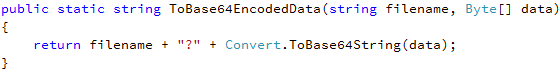 public static string ToBase64EncodedData(string filename, Byte[] data)
{
    return filename + "?" + Convert.ToBase64String(data);
}